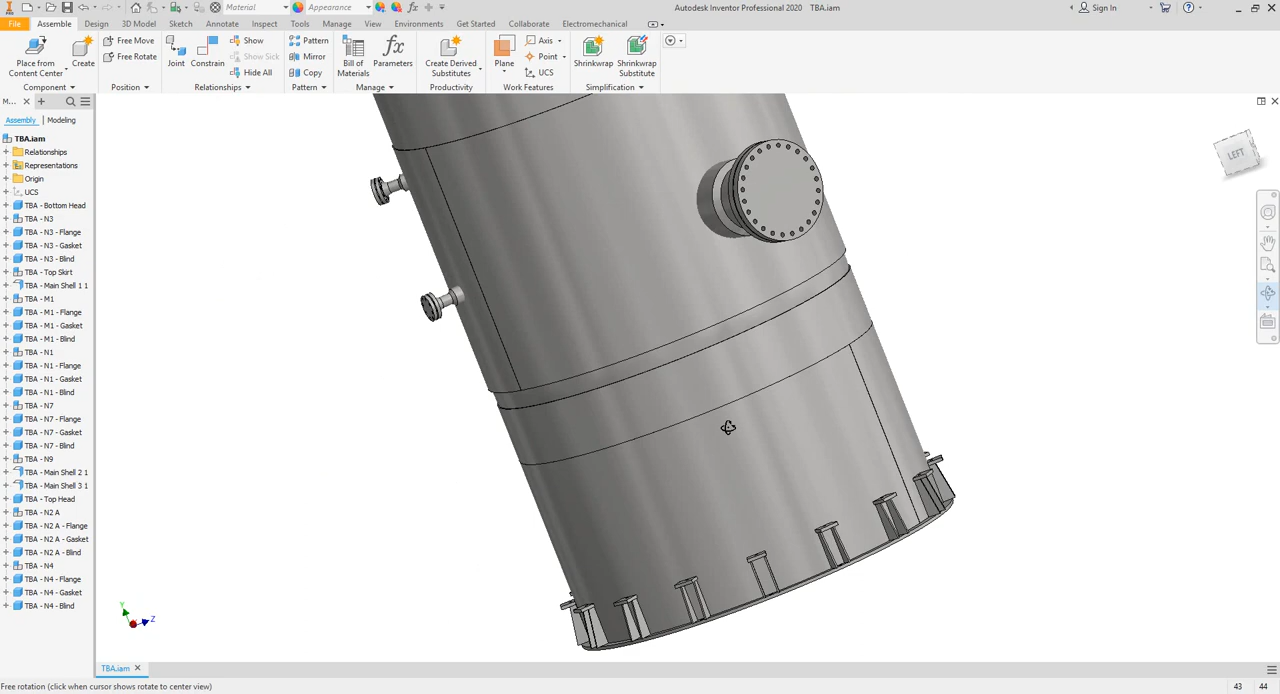 Material
Appearance
Autodesk Inventor Professional 2020 TBA.iam
Sign In
File Assemble Design 3D Model Sketch Annotate Inspect Tools Manage View Environments Get Started Collaborate Electromechanical
Place from Content Center
Create
Component
Free Move
Free Rotate
Position
Joint
Constrain
Show
Show Sick
Hide All
Relationships
Pattern
Mirror
Copy
Pattern
Bill of Materials
Parameters
Manage
Create Derived Substitutes
Productivity
Plane
Axis
Point
UCS
Work Features
Shrinkwrap
Shrinkwrap Substitute
Simplification
M...
Assembly Modeling
TBA.iam
Relationships
Representations
Origin
UCS
TBA - Bottom Head
TBA - N3
TBA - N3 - Flange
TBA - N3 - Gasket
TBA - N3 - Blind
TBA - Top Skirt
TBA - Main Shell 1 1
TBA - M1
TBA - M1 - Flange
TBA - M1 - Gasket
TBA - M1 - Blind
TBA - N1
TBA - N1 - Flange
TBA - N1 - Gasket
TBA - N1 - Blind
TBA - N7
TBA - N7 - Flange
TBA - N7 - Gasket
TBA - N7 - Blind
TBA - N9
TBA - Main Shell 2 1
TBA - Main Shell 3 1
TBA - Top Head
TBA - N2 A
TBA - N2 A - Flange
TBA - N2 A - Gasket
TBA - N2 A - Blind
TBA - N4
TBA - N4 - Flange
TBA - N4 - Gasket
TBA - N4 - Blind
LEFT
Y
Z
TBA.iam
Free rotation (click when cursor shows rotate to center view)
43 44